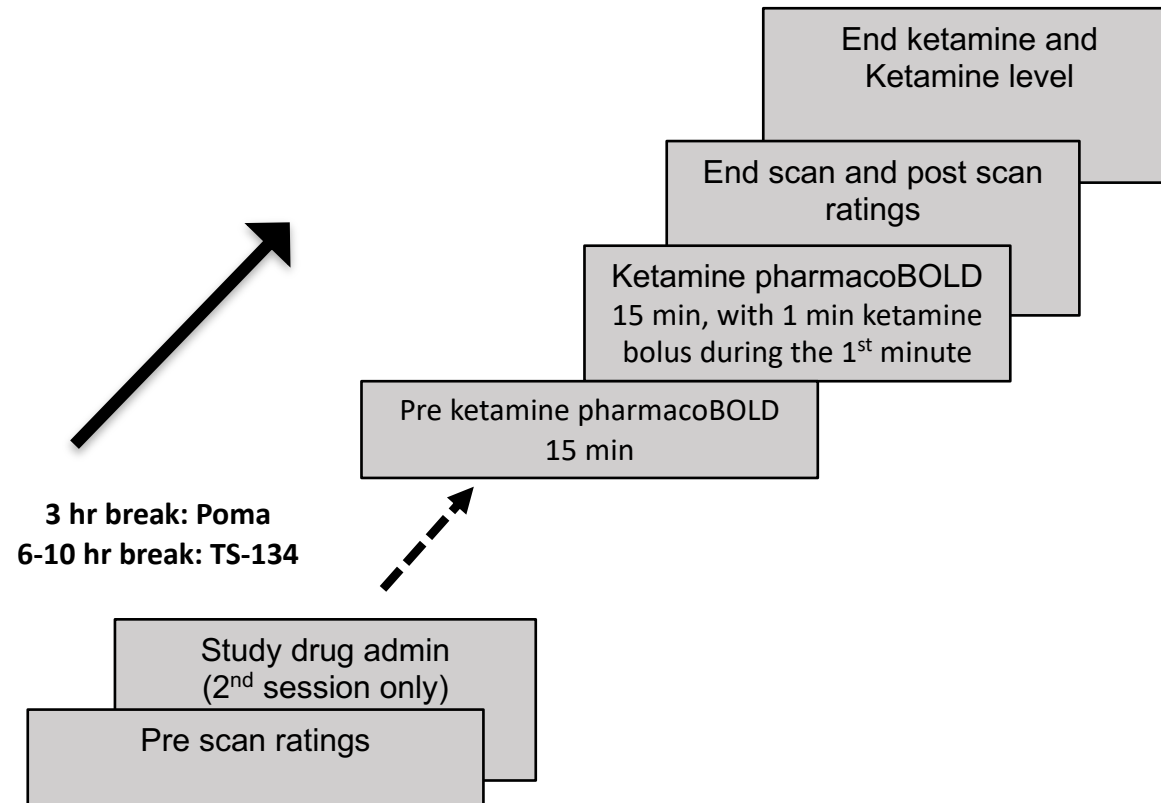 End ketamine and
Ketamine level
End scan and post scan
ratings
Ketamine pharmacoBOLD
15 min, with 1 min ketamine
bolus during the 1st minute
Pre ketamine pharmacoBOLD
15 min
3 hr break: Poma
6-10 hr break: TS-134
Study drug admin
(2nd session only)
Pre scan ratings